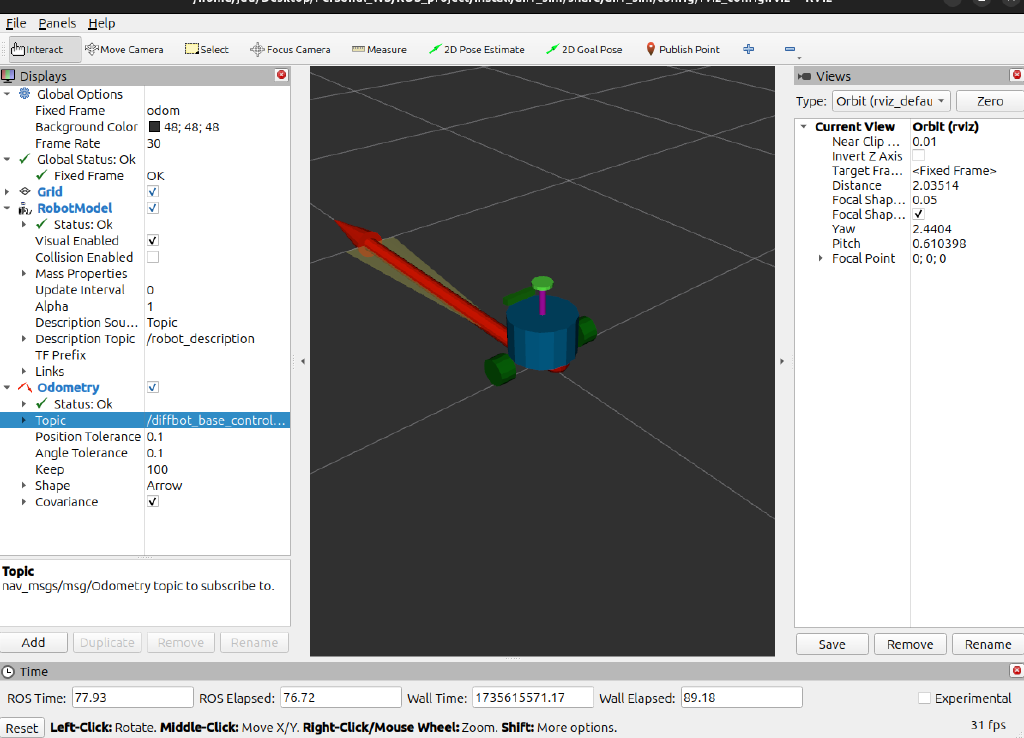 File Panels Help
Interact Move Camera Select Focus Camera Measure 2D Pose Estimate 2D Goal Pose Publish Point
Displays
Global Options
Fixed Frame odom
Background Color 48; 48; 48
Frame Rate 30
Global Status: Ok
Fixed Frame OK
Grid
RobotModel
Status: Ok
Visual Enabled
Collision Enabled
Mass Properties
Update Interval 0
Alpha 1
Description Sou... Topic
Description Topic /robot_description
TF Prefix
Links
Odometry
Status: Ok
Topic /diffbot_base_control...
Position Tolerance 0.1
Angle Tolerance 0.1
Keep 100
Shape Arrow
Covariance
Topic
nav_msgs/msg/Odometry topic to subscribe to.
Add Duplicate Remove Rename
Views
Type: Orbit (rviz_defau Zero
Current View Orbit (rviz)
Near Clip ... 0.01
Invert Z Axis
Target Fra... <Fixed Frame>
Distance 2.03514
Focal Shap... 0.05
Focal Shap...
Yaw 2.4404
Pitch 0.610398
Focal Point 0; 0; 0
Save Remove Rename
Time
ROS Time: 77.93 ROS Elapsed: 76.72 Wall Time: 1735615571.17 Wall Elapsed: 89.18 Experimental
Reset Left-Click: Rotate. Middle-Click: Move X/Y. Right-Click/Mouse Wheel: Zoom. Shift: More options. 31 fps